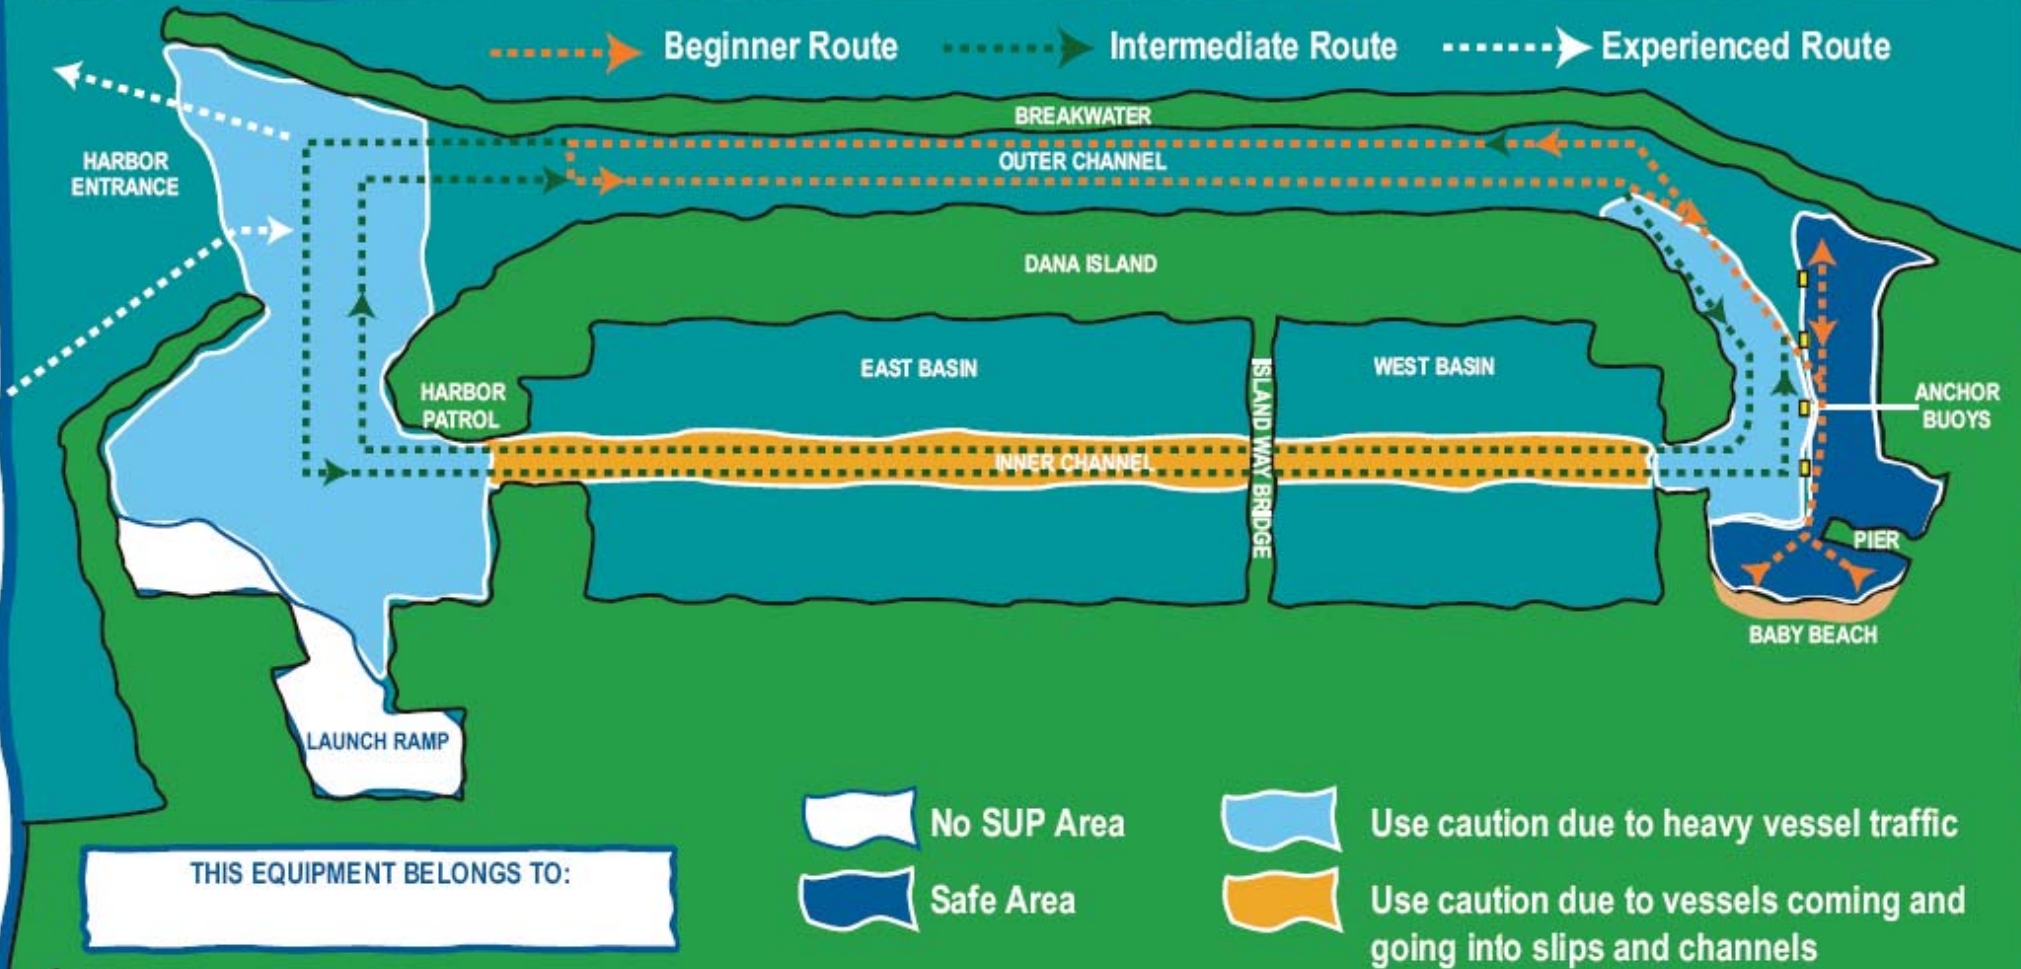 Beginner Route
Intermediate Route
Experienced Route
BREAKWATER
HARBOR
ENTRANCE
OUTER CHANNEL
DANA ISLAND
EAST BASIN
WEST BASIN
ISLAND WAY BRIDGE
HARBOR
PATROL
ANCHOR
BUOYS
INNER CHANNEL
PIER
BABY BEACH
LAUNCH RAMP
No SUP Area
Use caution due to heavy vessel traffic
THIS EQUIPMENT BELONGS TO:
Safe Area
Use caution due to vessels coming and
going into slips and channels